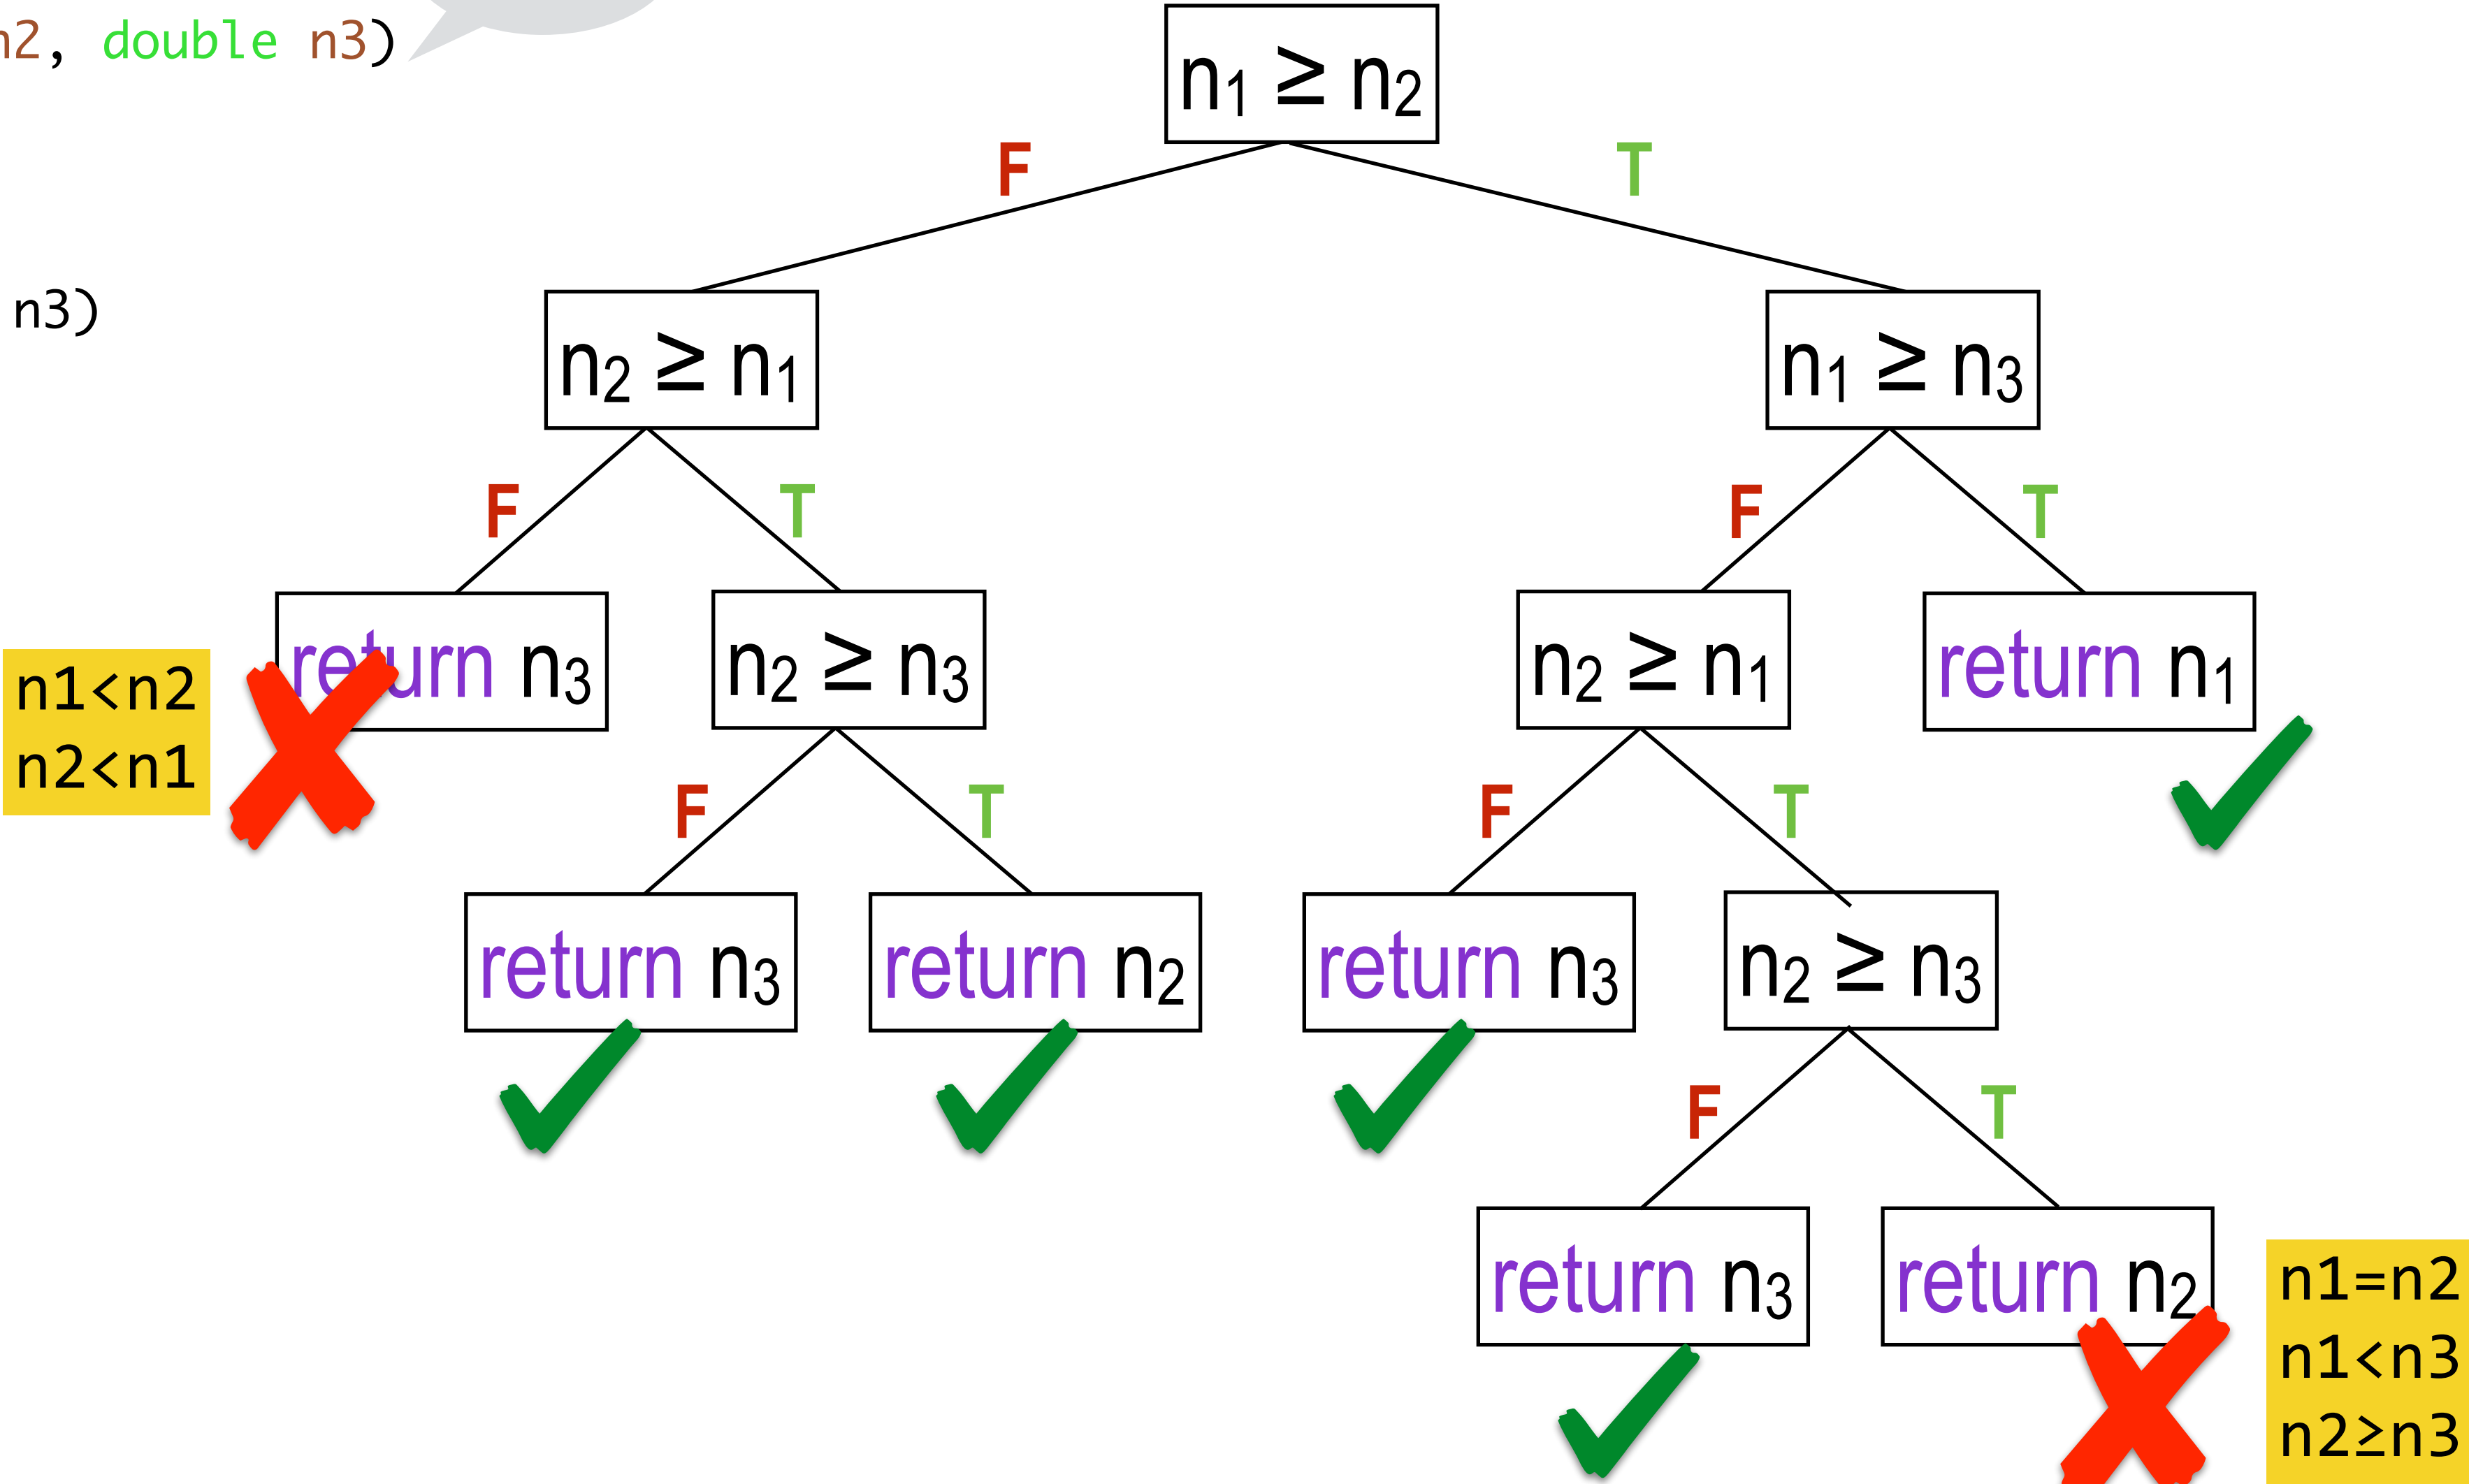 n2, double n3)
n1 ≥ n2
F T
n3)
n2 ≥ n1
n1 ≥ n3
F T F T
return n3
n2 ≥ n3
n2 ≥ n1
return n1
n1<n2
n2<n1
F T F T
return n3
return n2
return n3
n2 ≥ n3
F T
return n3
return n2
n1=n2
n1<n3
n2≥n3